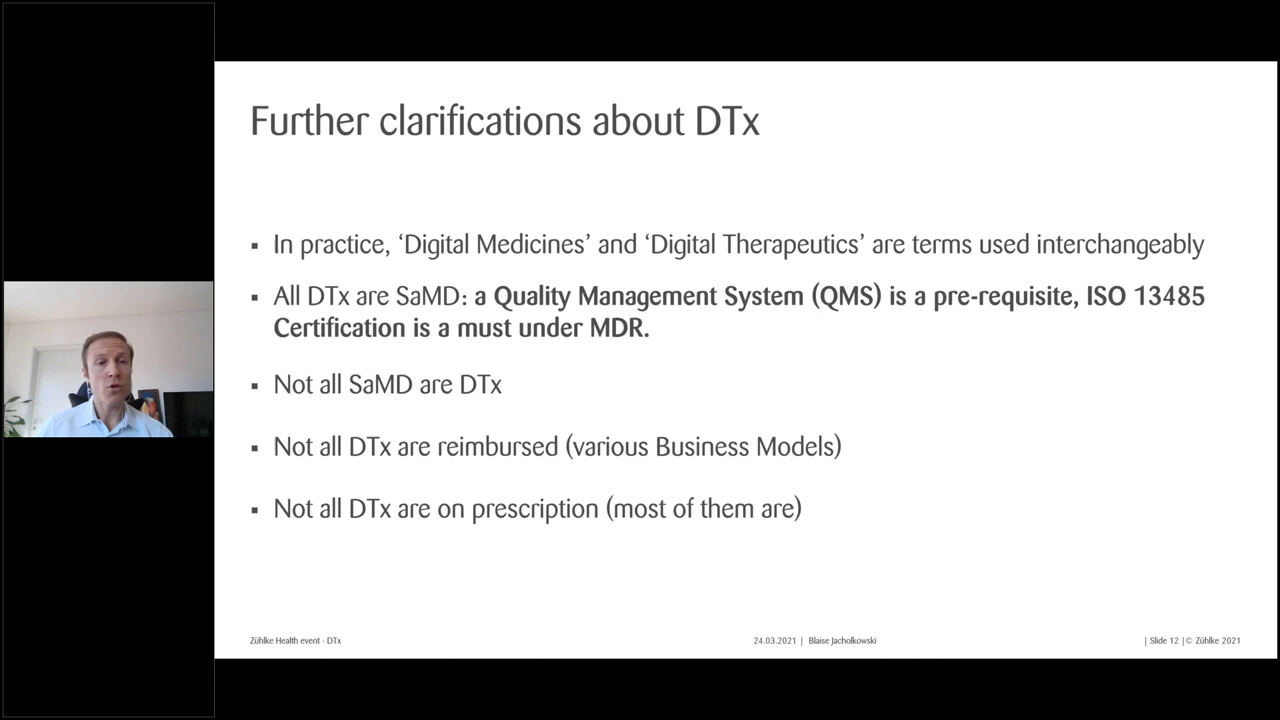 Further clarifications about DTx
▪ In practice, ‘Digital Medicines’ and ‘Digital Therapeutics’ are terms used interchangeably
▪ All DTx are SaMD: a Quality Management System (QMS) is a pre-requisite, ISO 13485
Certification is a must under MDR.
▪ Not all SaMD are DTx
▪ Not all DTx are reimbursed (various Business Models)
▪ Not all DTx are on prescription (most of them are)
Zühlke Health event - DTx
24.03.2021 | Blaise Jacholkowski
| Slide 12 | © Zühlke 2021